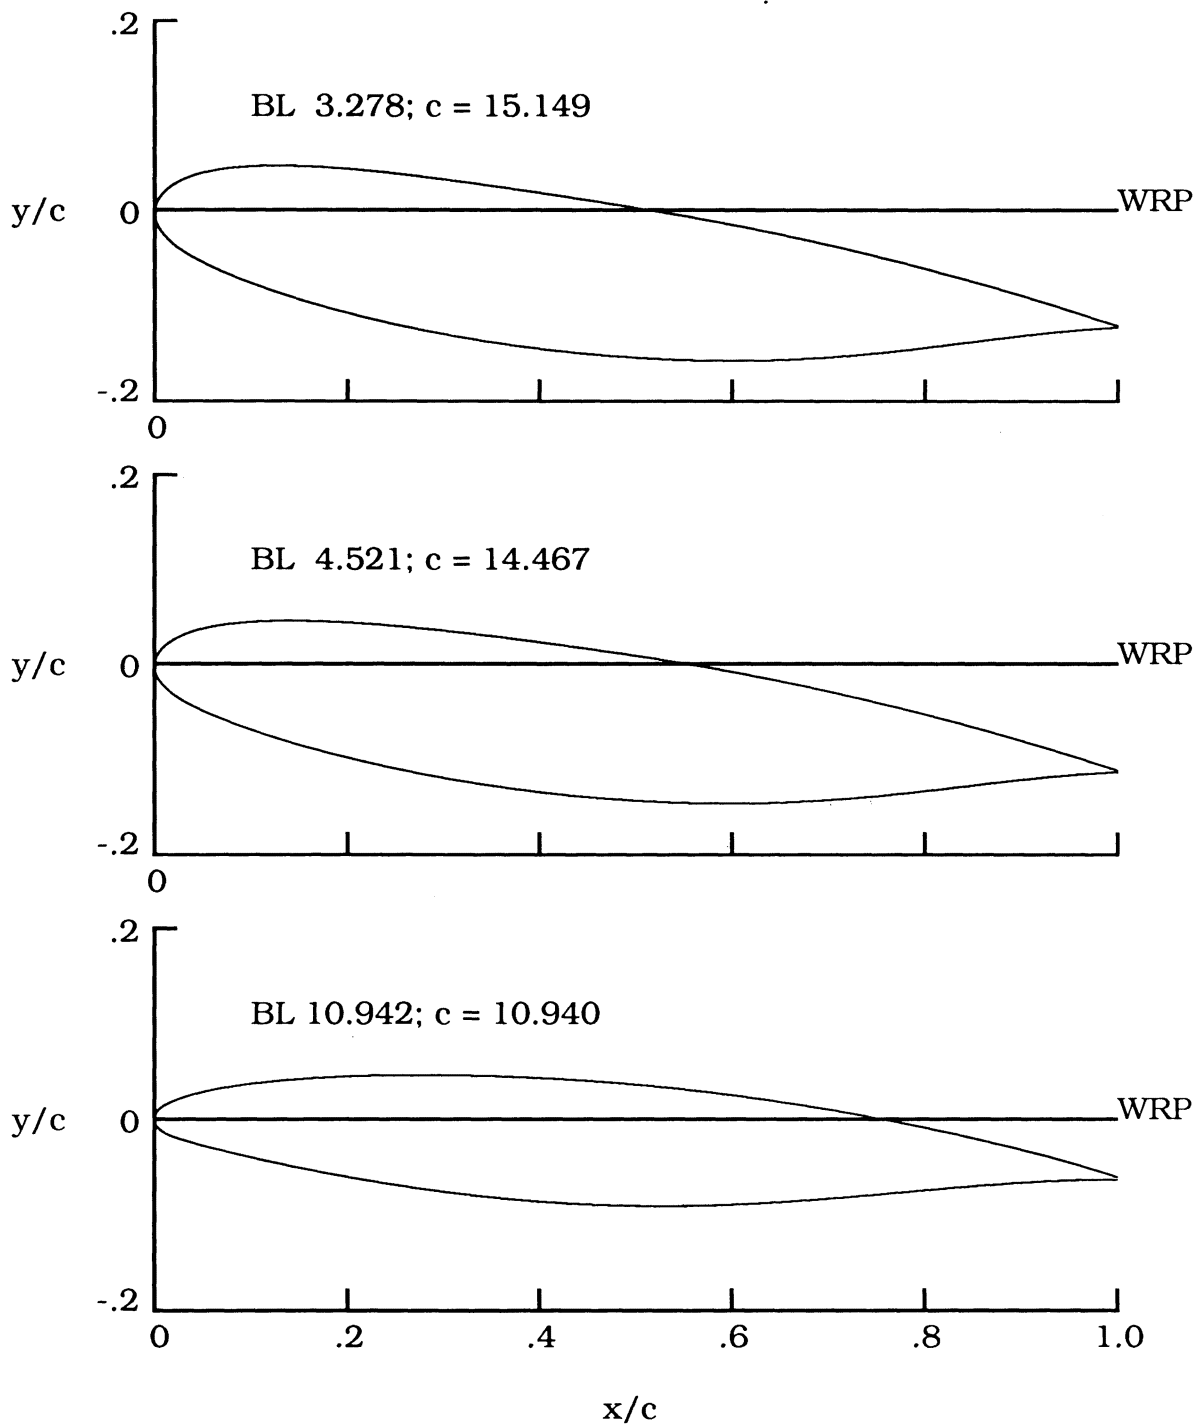 .2
BL 3.278; c = 15.149
y/c
0
WRP
-.2
0
.2
BL 4.521; c = 14.467
y/c
0
WRP
-.2
0
.2
BL 10.942; c = 10.940
y/c
0
WRP
-.2
0 .2 .4 .6 .8 1.0
x/c